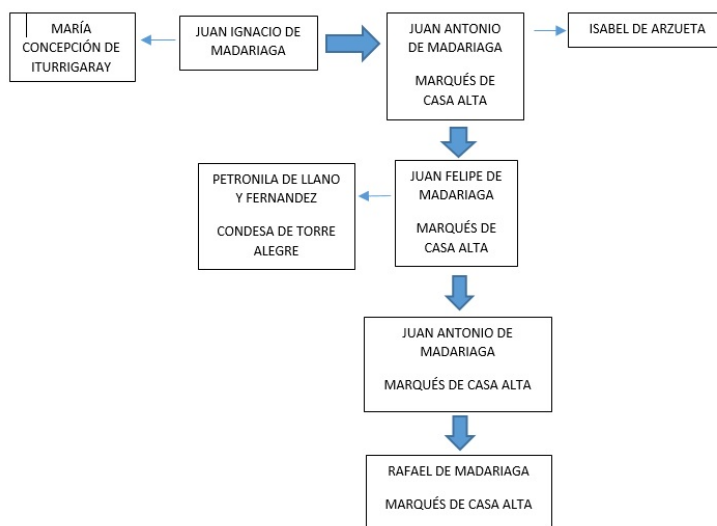 MARÍA
CONCEPCIÓN DE
ITURRIGARAY
JUAN IGNACIO DE
MADARIAGA
JUAN ANTONIO
DE MADARIAGA
MARQUÉS DE
CASA ALTA
ISABEL DE ARZUETA
PETRONILA DE LLANO
Y FERNANDEZ
CONDESA DE TORRE
ALEGRE
JUAN FELIPE DE
MADARIAGA
MARQUÉS DE
CASA ALTA
JUAN ANTONIO DE
MADARIAGA
MARQUÉS DE CASA ALTA
RAFAEL DE MADARIAGA
MARQUÉS DE CASA ALTA